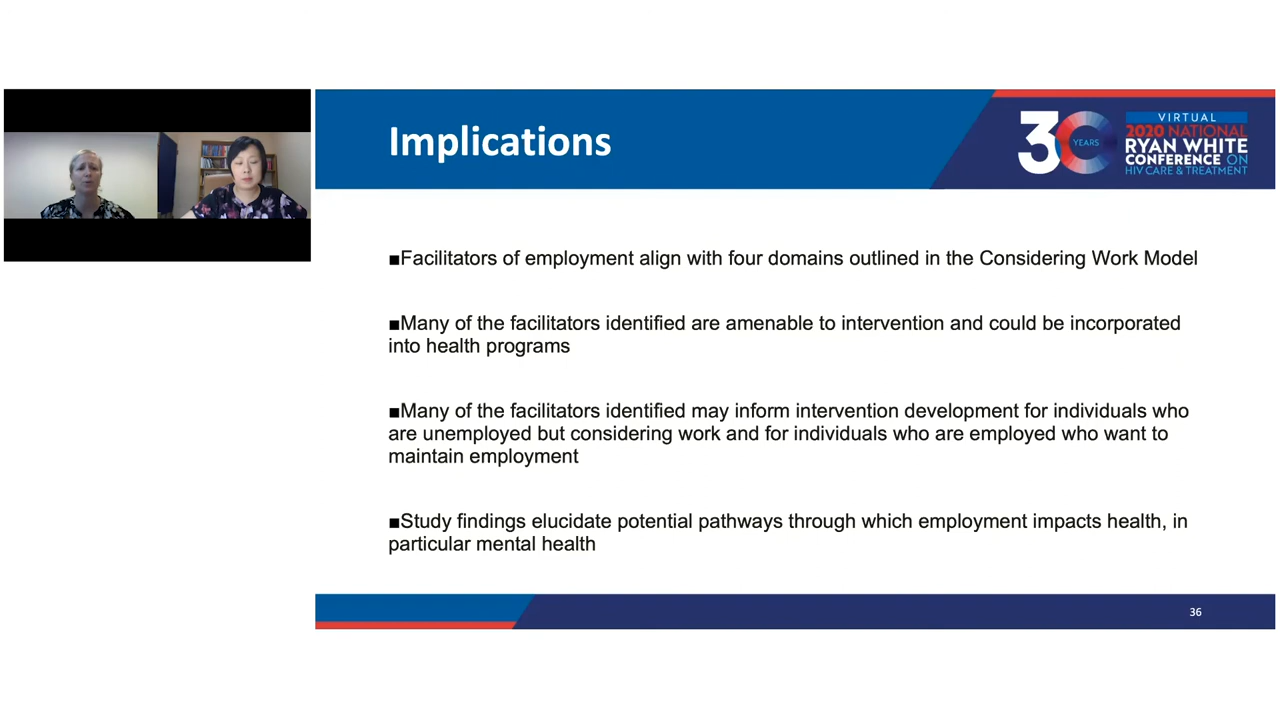 Implications
30
YEARS
VIRTUAL
2020 NATIONAL
RYAN WHITE
CONFERENCE ON
HIV CARE & TREATMENT
■Facilitators of employment align with four domains outlined in the Considering Work Model
■Many of the facilitators identified are amenable to intervention and could be incorporated
into health programs
■Many of the facilitators identified may inform intervention development for individuals who
are unemployed but considering work and for individuals who are employed who want to
maintain employment
■Study findings elucidate potential pathways through which employment impacts health, in
particular mental health
36